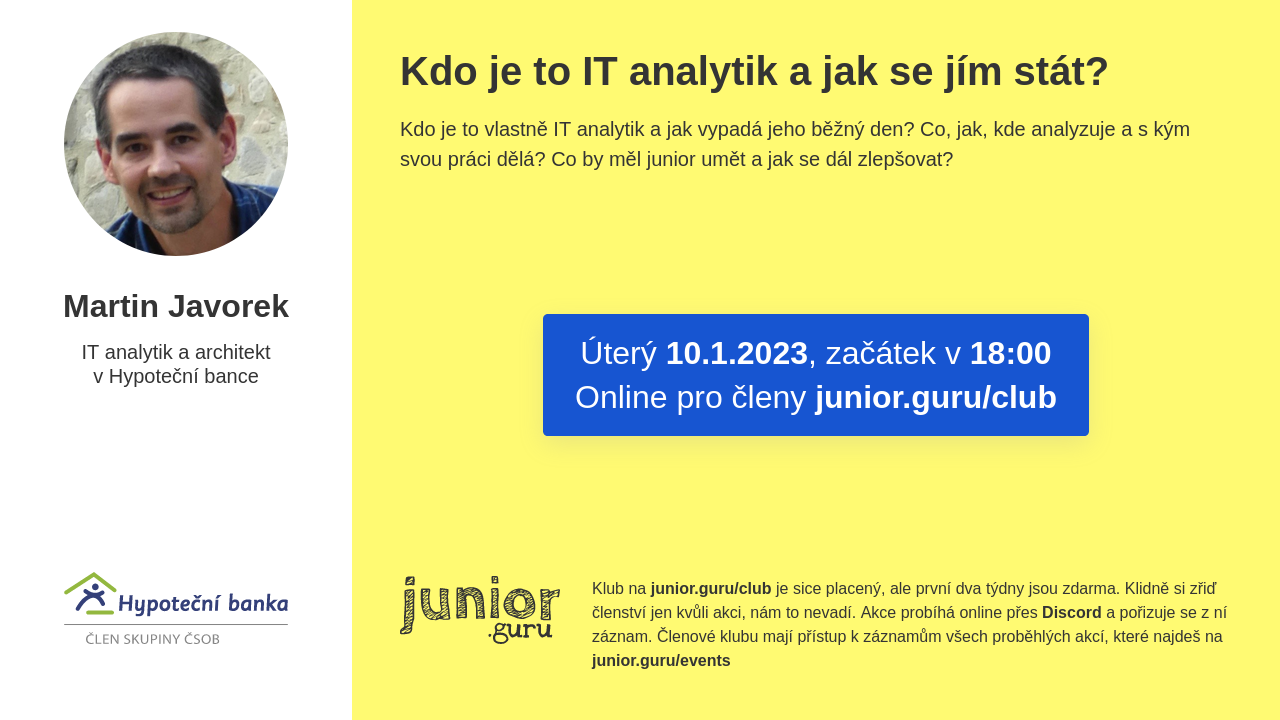 Martin Javorek
IT analytik a architekt
v Hypoteční bance
Hypoteční banka
ČLEN SKUPINY ČSOB
Kdo je to IT analytik a jak se jím stát?
Kdo je to vlastně IT analytik a jak vypadá jeho běžný den? Co, jak, kde analyzuje a s kým
svou práci dělá? Co by měl junior umět a jak se dál zlepšovat?
Úterý 10.1.2023, začátek v 18:00
Online pro členy junior.guru/club
junior
.guru
Klub na junior.guru/club je sice placený, ale první dva týdny jsou zdarma. Klidně si zřiď
členství jen kvůli akci, nám to nevadí. Akce probíhá online přes Discord a pořizuje se z ní
záznam. Členové klubu mají přístup k záznamům všech proběhlých akcí, které najdeš na
junior.guru/events